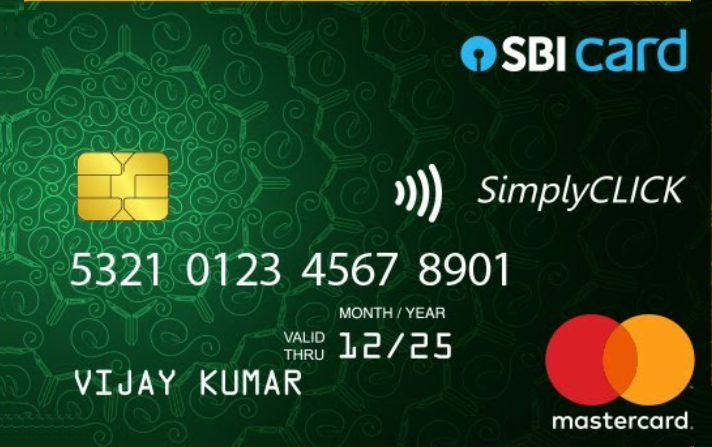 SBI card
SimplyCLICK
5321 0123 4567 8901
MONTH / YEAR
VALID THRU 12/25
VIJAY KUMAR
mastercard.